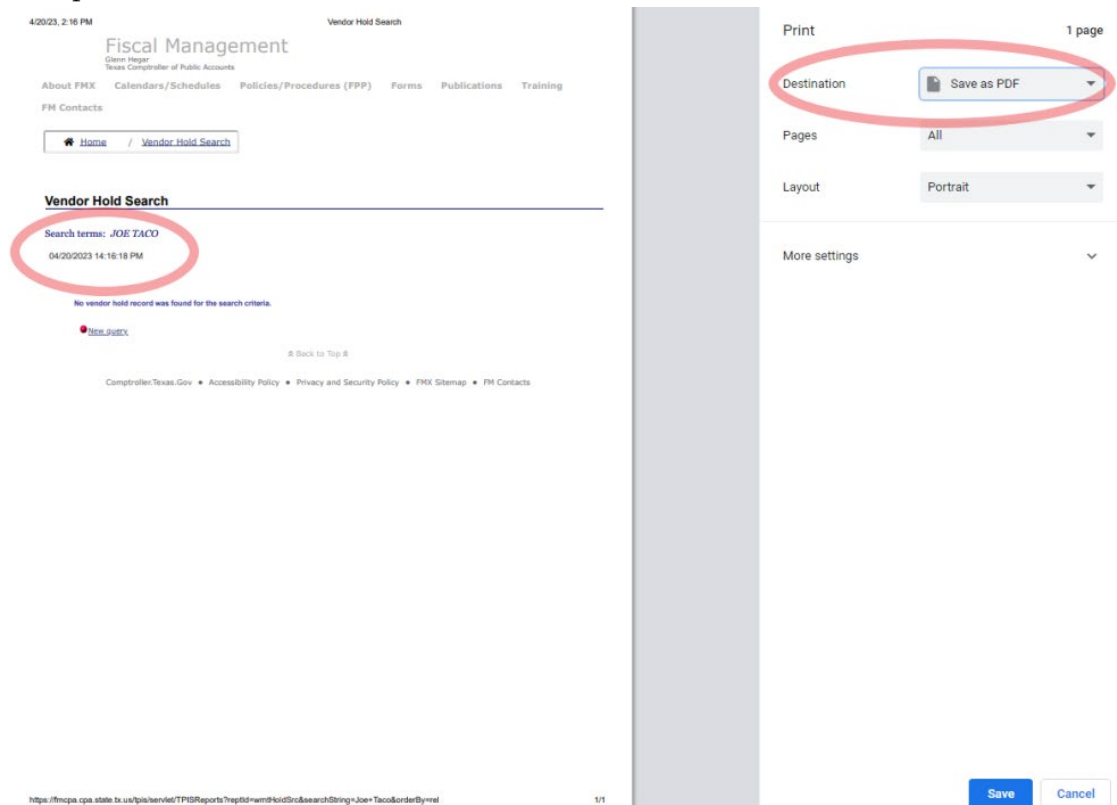 4/20/23, 2:16 PM Vendor Hold Search
Fiscal Management
Glenn Hegar
Texas Comptroller of Public Accounts
About FMX Calendars/Schedules Policies/Procedures (FPP) Forms Publications Training
FM Contacts
Home / Vendor Hold Search
Vendor Hold Search
Search terms: JOE TACO
04/20/2023 14:16:18 PM
No vendor hold record was found for the search criteria.
New query
Back to Top
Comptroller.Texas.Gov • Accessibility Policy • Privacy and Security Policy • FMX Sitemap • FM Contacts
https://fmcpa.cpa.state.tx.us/tpis/servlet/TPISReports?reptId=wmtHoldSrc&searchString=Joe+Taco&orderBy=rel 1/1
Print 1 page
Destination Save as PDF
Pages All
Layout Portrait
More settings
Save Cancel